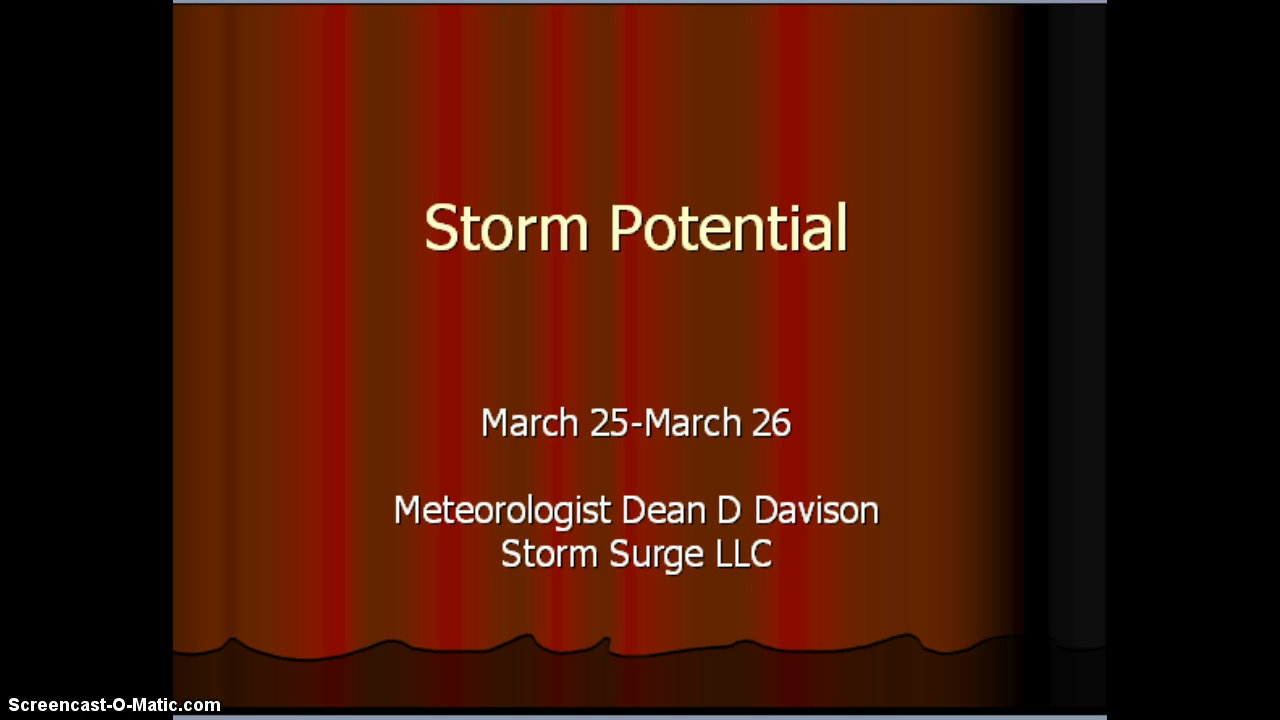 Storm Potential
March 25-March 26
Meteorologist Dean D Davison
Storm Surge LLC
Screencast-O-Matic.com